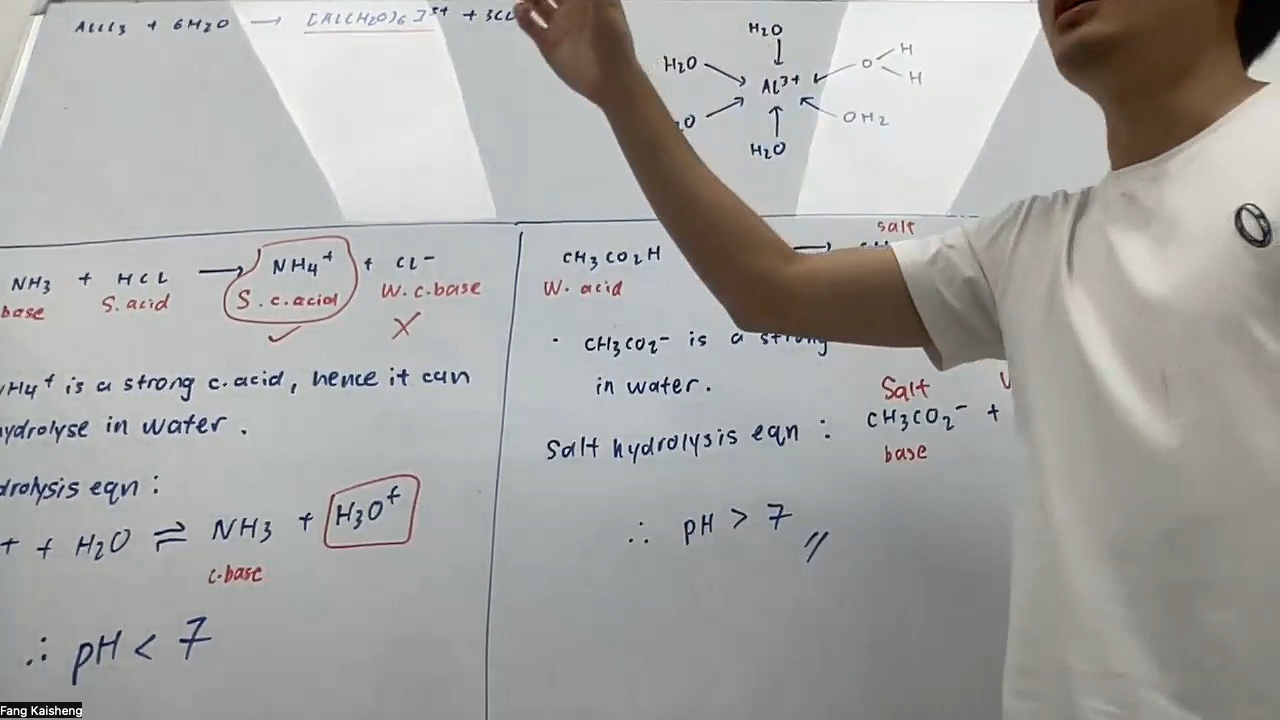 AlCl3 + 6H2O → [Al(H2O)6]3+ + 3Cl
H2O
H2O Al3+ O H
H
OH2
H2O
NH3 + HCl → NH4+ + Cl-
base S. acid S. c. acid W. c. base
NH4+ is a strong c. acid, hence it can
hydrolyse in water.
drolysis eqn :
+ + H2O ⇌ NH3 + H3O+
c. base
∴ pH < 7
salt
CH3CO2H →
W. acid
· CH3CO2- is a strong
in water.
Salt
Salt hydrolysis eqn : CH3CO2- +
base
∴ pH > 7 //
Fang Kaisheng